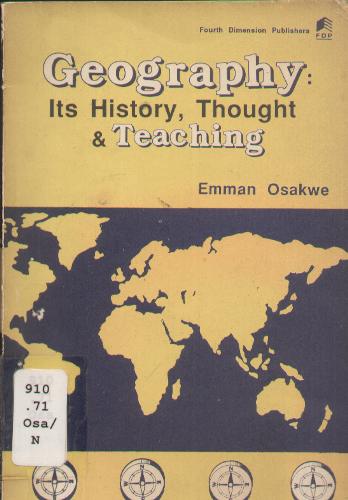 Fourth Dimension Publishers
FDP
Geography:
Its History, Thought
& Teaching
Emman Osakwe
910
.71
Osa/
N